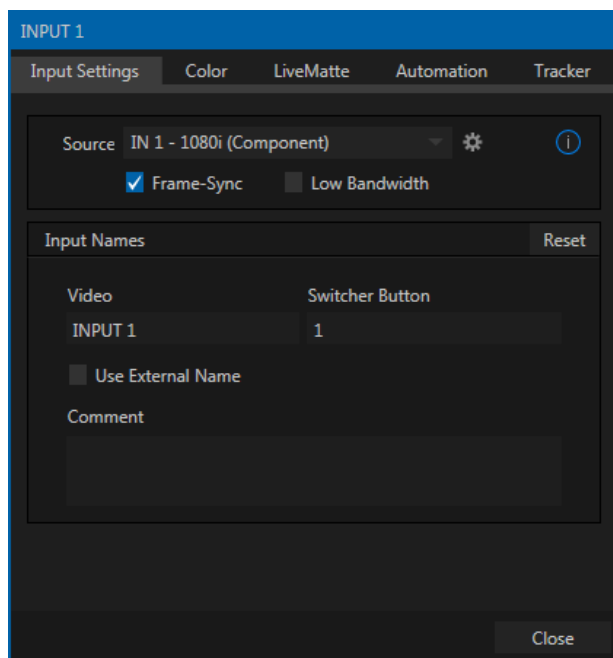 INPUT 1
Input Settings Color LiveMatte Automation Tracker
Source IN 1 - 1080i (Component)
Frame-Sync Low Bandwidth
Input Names Reset
Video Switcher Button
INPUT 1 1
Use External Name
Comment
Close